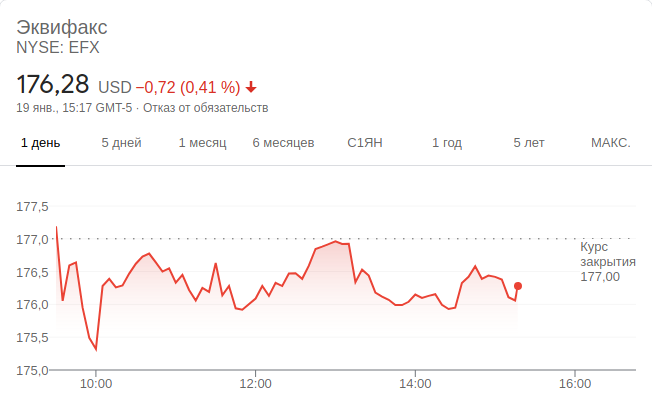 Эквифакс
NYSE: EFX
176,28 USD −0,72 (0,41 %)
19 янв., 15:17 GMT-5 · Отказ от обязательств
1 день 5 дней 1 месяц 6 месяцев С1ЯН 1 год 5 лет МАКС.
177,5
177,0
176,5
176,0
175,5
175,0
Курс
закрытия
177,00
10:00 12:00 14:00 16:00